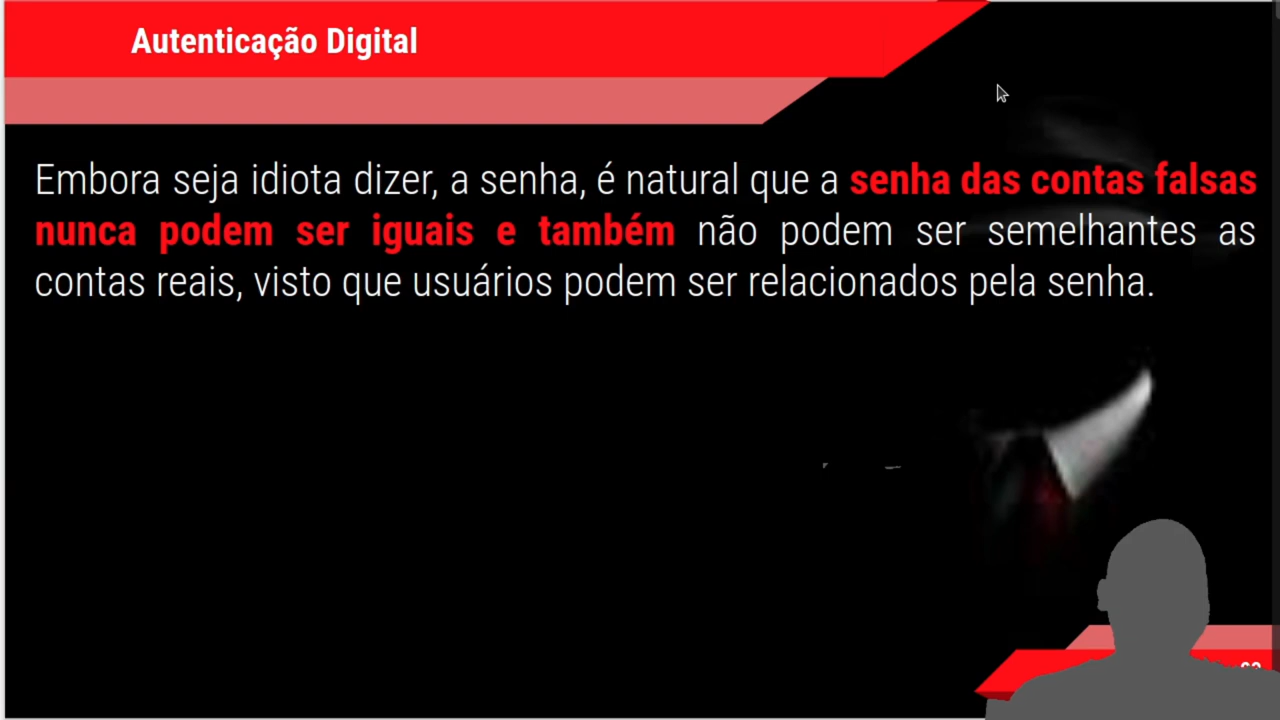 Autenticação Digital
Embora seja idiota dizer, a senha, é natural que a senha das contas falsas
nunca podem ser iguais e também não podem ser semelhantes as
contas reais, visto que usuários podem ser relacionados pela senha.